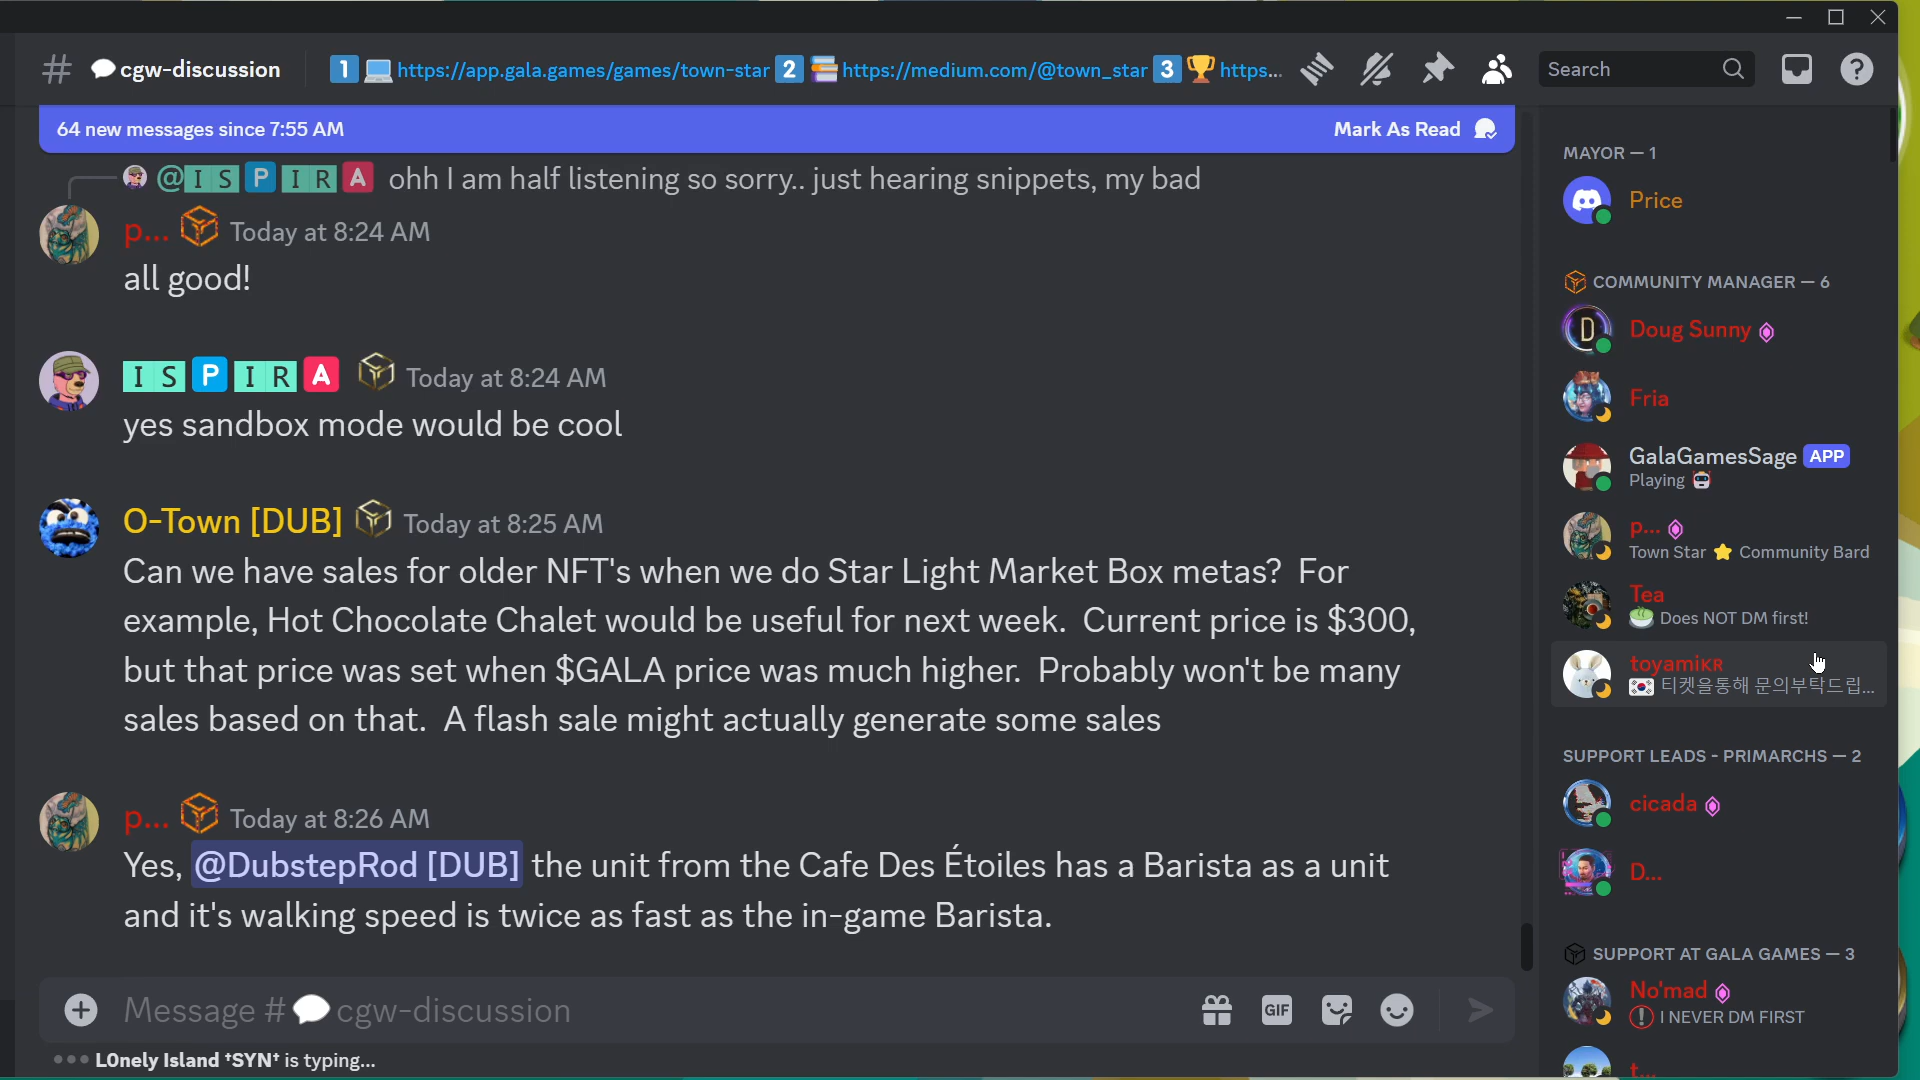 cgw-discussion
1 💻 https://app.gala.games/games/town-star 2 📚 https://medium.com/@town_star 3 🏆 https...
Search
64 new messages since 7:55 AM
Mark As Read
@ISPIRA ohh I am half listening so sorry.. just hearing snippets, my bad
p... Today at 8:24 AM
all good!
ISPIRA Today at 8:24 AM
yes sandbox mode would be cool
O-Town [DUB] Today at 8:25 AM
Can we have sales for older NFT's when we do Star Light Market Box metas? For
example, Hot Chocolate Chalet would be useful for next week. Current price is $300,
but that price was set when $GALA price was much higher. Probably won't be many
sales based on that. A flash sale might actually generate some sales
p... Today at 8:26 AM
Yes, @DubstepRod [DUB] the unit from the Cafe Des Étoiles has a Barista as a unit
and it's walking speed is twice as fast as the in-game Barista.
Message #💬cgw-discussion
GIF
L0nely Island *SYN* is typing...
MAYOR — 1
Price
COMMUNITY MANAGER — 6
D
Doug Sunny
Fria
GalaGamesSage APP
Playing
p...
Town Star ⭐ Community Bard
Tea
🍵 Does NOT DM first!
toyamiKR
🇰🇷 티켓을통해 문의부탁드립...
SUPPORT LEADS - PRIMARCHS — 2
cicada
D...
SUPPORT AT GALA GAMES — 3
No'mad
I NEVER DM FIRST
t...